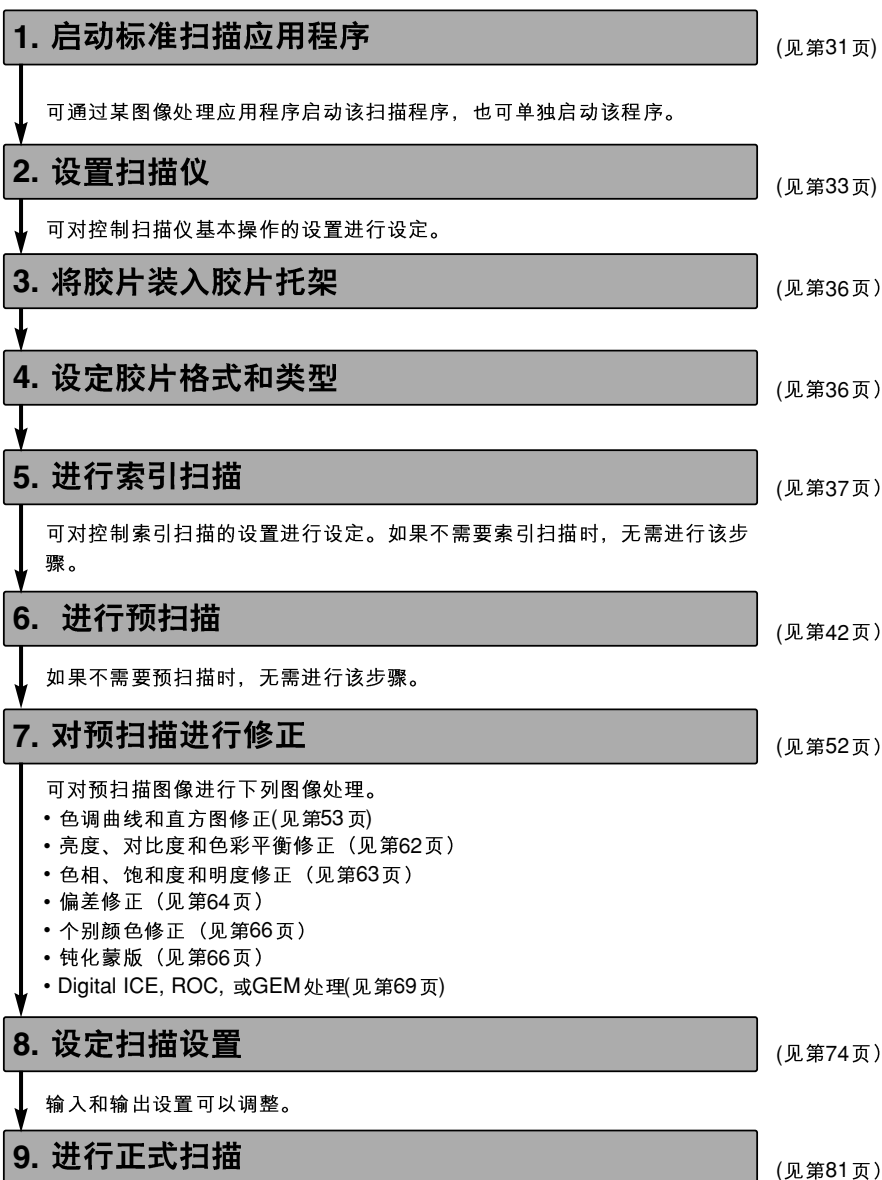 1. 启动标准扫描应用程序
(见第31页)
可通过某图像处理应用程序启动该扫描程序，也可单独启动该程序。
2. 设置扫描仪
(见第33页)
可对控制扫描仪基本操作的设置进行设定。
3. 将胶片装入胶片托架
(见第36页）
4. 设定胶片格式和类型
(见第36页）
5. 进行索引扫描
(见第37页）
可对控制索引扫描的设置进行设定。如果不需要索引扫描时，无需进行该步
骤。
6. 进行预扫描
(见第42页）
如果不需要预扫描时，无需进行该步骤。
7. 对预扫描进行修正
(见第52页）
可对预扫描图像进行下列图像处理。
• 色调曲线和直方图修正(见第53页)
• 亮度、对比度和色彩平衡修正（见第62页）
• 色相、饱和度和明度修正（见第63页）
• 偏差修正（见第64页）
• 个别颜色修正（见第66页）
• 钝化蒙版（见第66页）
• Digital ICE, ROC, 或GEM处理(见第69页)
8. 设定扫描设置
(见第74页）
输入和输出设置可以调整。
9. 进行正式扫描
(见第81页）